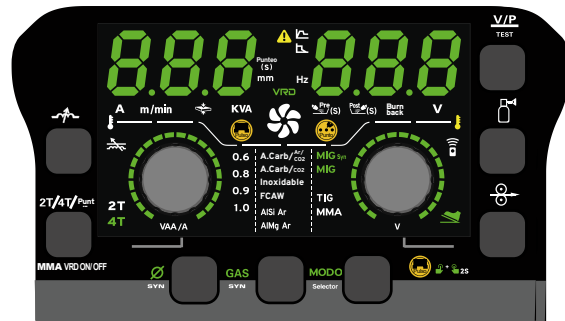 V/P
TEST
8.8.8
8.8.8
Punteo
(S)
mm
Hz
VRD
A
m/min
KVA
Pre (S)
Post (S)
Burn
back
V
Pulso
Punto
2T/4T/Punt
2T
4T
0.6
0.8
0.9
1.0
A.Carb/Ar/CO2
A.Carb/CO2
Inoxidable
FCAW
AlSi Ar
AlMg Ar
MIG Syn
MIG
TIG
MMA
VAA/A
V
MMA VRD ON/OFF
Ø
SYN
GAS
SYN
MODO
Selector
Pulso
+
2S